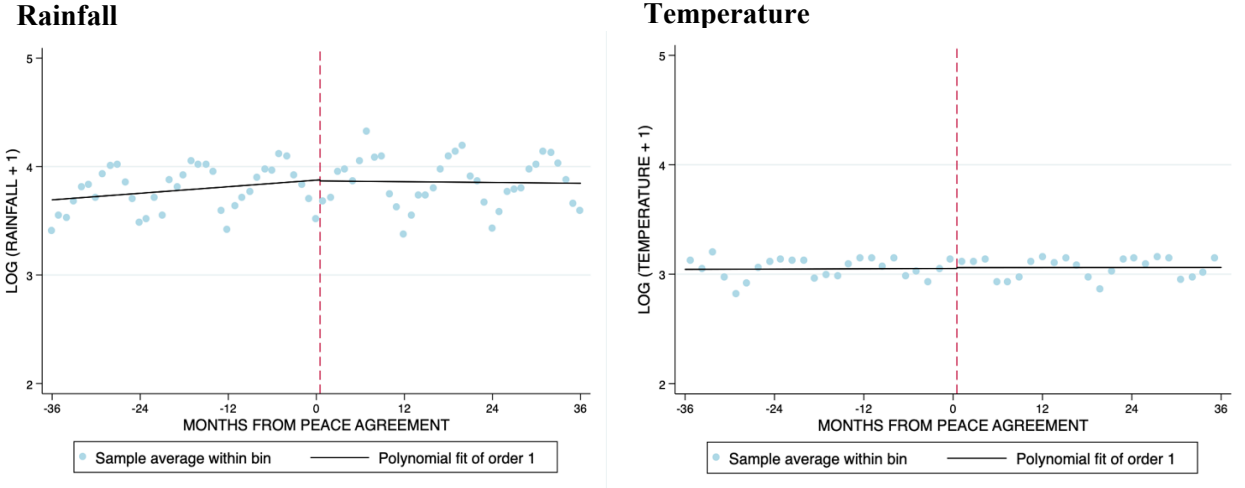 Rainfall
5
4
3
2
LOG (RAINFALL + 1)
-36 -24 -12 0 12 24 36
MONTHS FROM PEACE AGREEMENT
Sample average within bin Polynomial fit of order 1
Temperature
5
4
3
2
LOG (TEMPERATURE + 1)
-36 -24 -12 0 12 24 36
MONTHS FROM PEACE AGREEMENT
Sample average within bin Polynomial fit of order 1